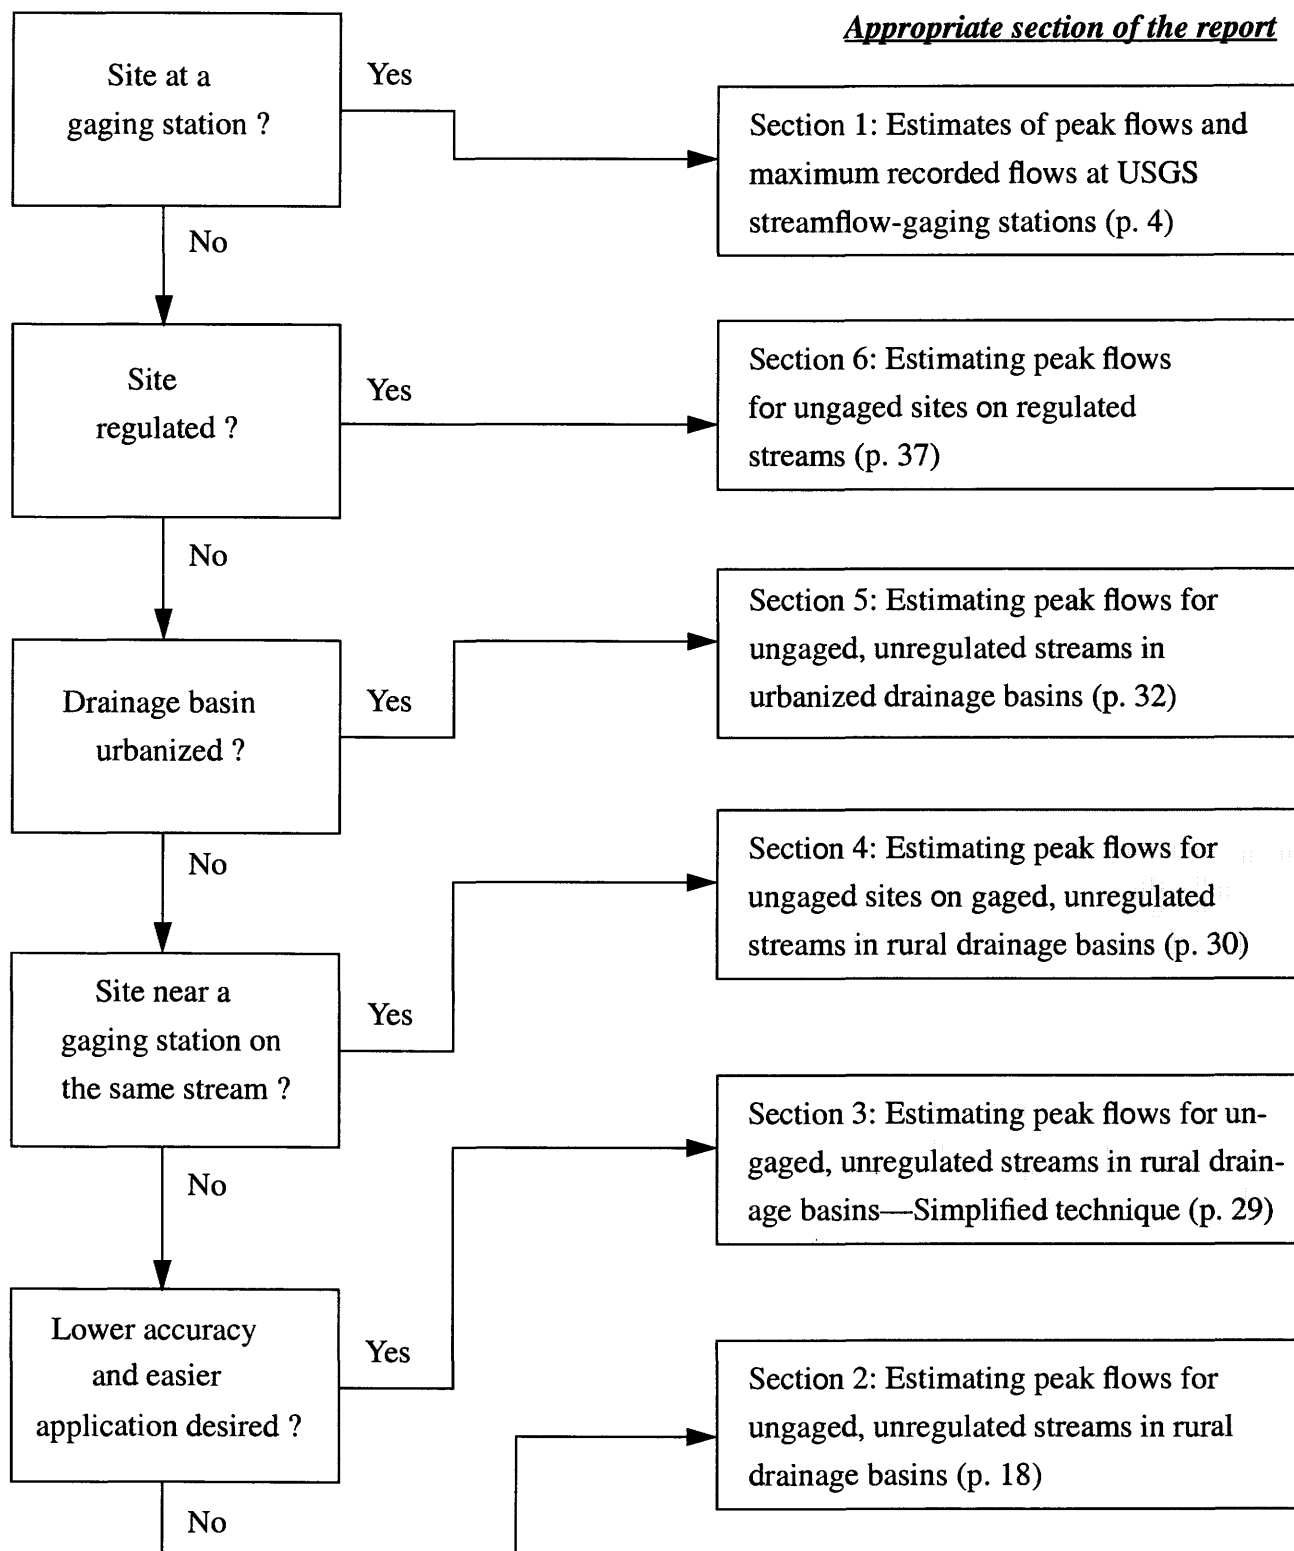 Appropriate section of the report
Site at a
gaging station ?
Yes
Section 1: Estimates of peak flows and
maximum recorded flows at USGS
streamflow-gaging stations (p. 4)
No
Site
regulated ?
Yes
Section 6: Estimating peak flows
for ungaged sites on regulated
streams (p. 37)
No
Drainage basin
urbanized ?
Yes
Section 5: Estimating peak flows for
ungaged, unregulated streams in
urbanized drainage basins (p. 32)
No
Site near a
gaging station on
the same stream ?
Yes
Section 4: Estimating peak flows for
ungaged sites on gaged, unregulated
streams in rural drainage basins (p. 30)
No
Lower accuracy
and easier
application desired ?
Yes
Section 3: Estimating peak flows for un-
gaged, unregulated streams in rural drain-
age basins—Simplified technique (p. 29)
No
Section 2: Estimating peak flows for
ungaged, unregulated streams in rural
drainage basins (p. 18)